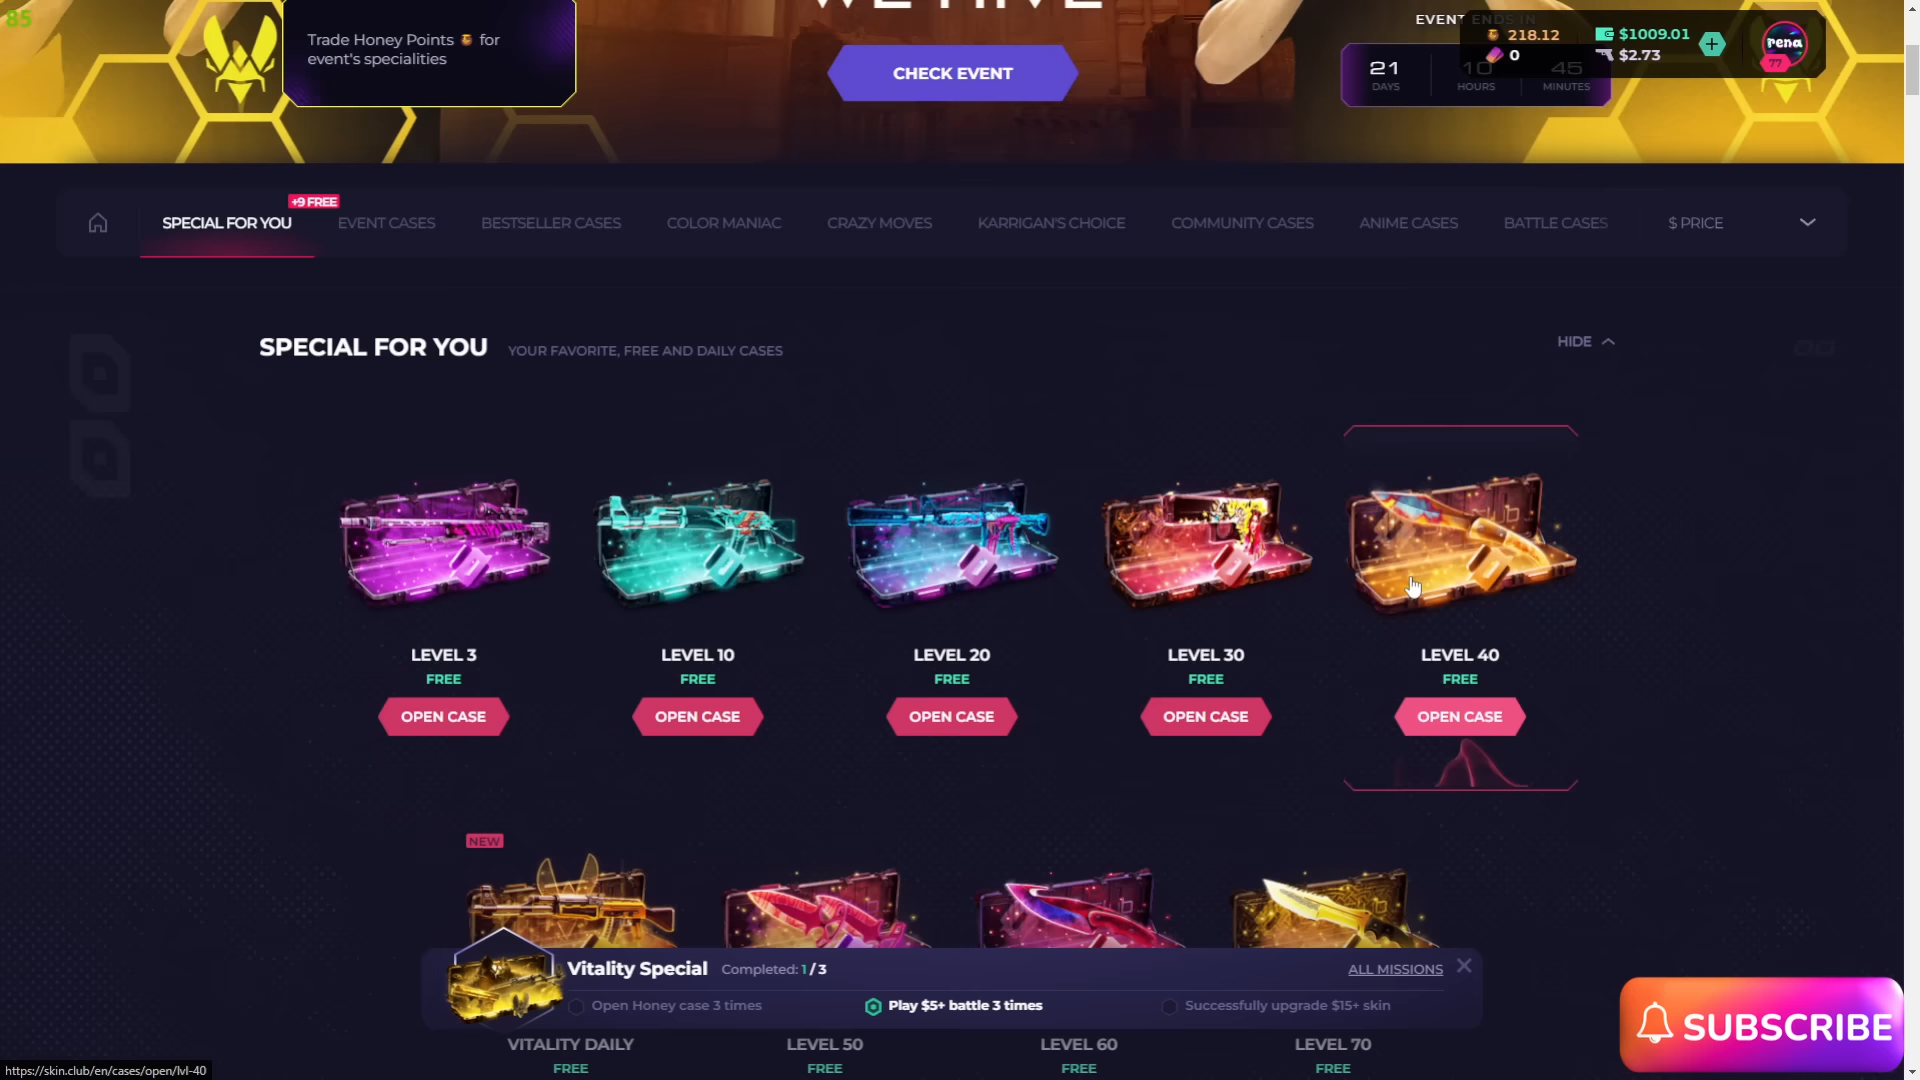 85
WE HIVE
Trade Honey Points for
event's specialities
CHECK EVENT
EVENT ENDS IN
21
DAYS
10
HOURS
45
MINUTES
218.12
0
$1009.01
$2.73
rena
77
+9 FREE
SPECIAL FOR YOU
EVENT CASES
BESTSELLER CASES
COLOR MANIAC
CRAZY MOVES
KARRIGAN'S CHOICE
COMMUNITY CASES
ANIME CASES
BATTLE CASES
$ PRICE
SPECIAL FOR YOU
YOUR FAVORITE, FREE AND DAILY CASES
HIDE
LEVEL 3
FREE
OPEN CASE
LEVEL 10
FREE
OPEN CASE
LEVEL 20
FREE
OPEN CASE
LEVEL 30
FREE
OPEN CASE
LEVEL 40
FREE
OPEN CASE
NEW
Vitality Special
Completed: 1 / 3
ALL MISSIONS
Open Honey case 3 times
Play $5+ battle 3 times
Successfully upgrade $15+ skin
VITALITY DAILY
FREE
LEVEL 50
FREE
LEVEL 60
FREE
LEVEL 70
FREE
SUBSCRIBE
https://skin.club/en/cases/open/lvl-40